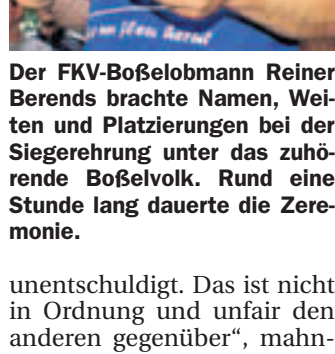 Der FKV-Boßelobmann Reiner
Berends brachte Namen, Wei-
ten und Platzierungen bei der
Siegerehrung unter das zuhö-
rende Boßelvolk. Rund eine
Stunde lang dauerte die Zere-
monie.
unentschuldigt. Das ist nicht
in Ordnung und unfair den
anderen gegenüber“, mahn-